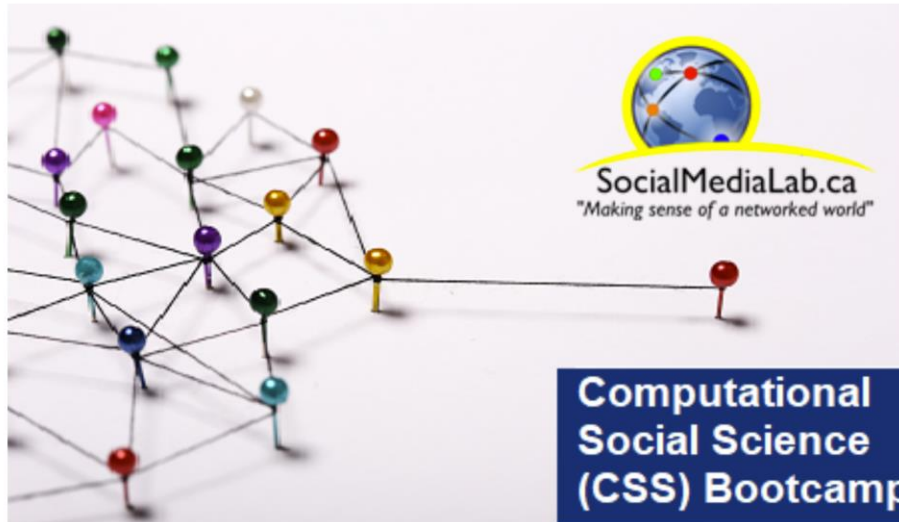 SocialMediaLab.ca
"Making sense of a networked world"
Computational
Social Science
(CSS) Bootcamp